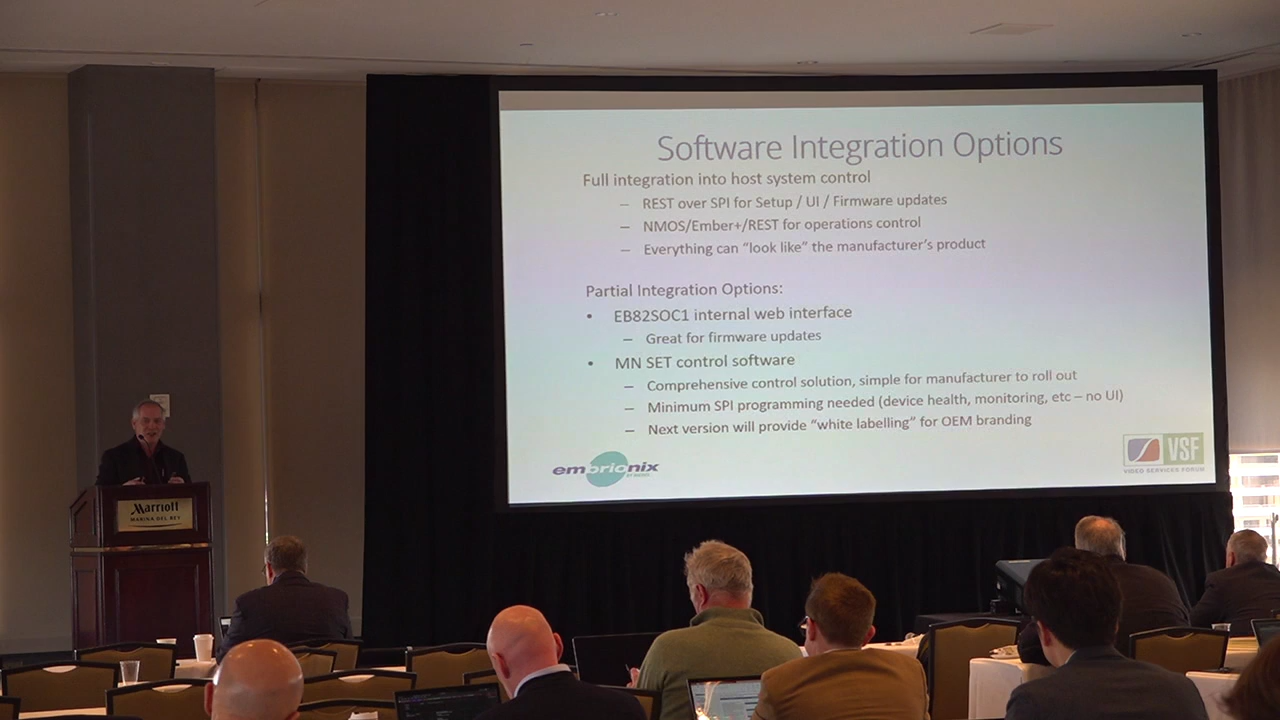 Software Integration Options
Full integration into host system control
– REST over SPI for Setup / UI / Firmware updates
– NMOS/Ember+/REST for operations control
– Everything can “look like” the manufacturer’s product
Partial Integration Options:
• EB82SOC1 internal web interface
– Great for firmware updates
• MN SET control software
– Comprehensive control solution, simple for manufacturer to roll out
– Minimum SPI programming needed (device health, monitoring, etc – no UI)
– Next version will provide “white labelling” for OEM branding
embrionix
VSF
VIDEO SERVICES FORUM
Marriott
MARINA DEL REY